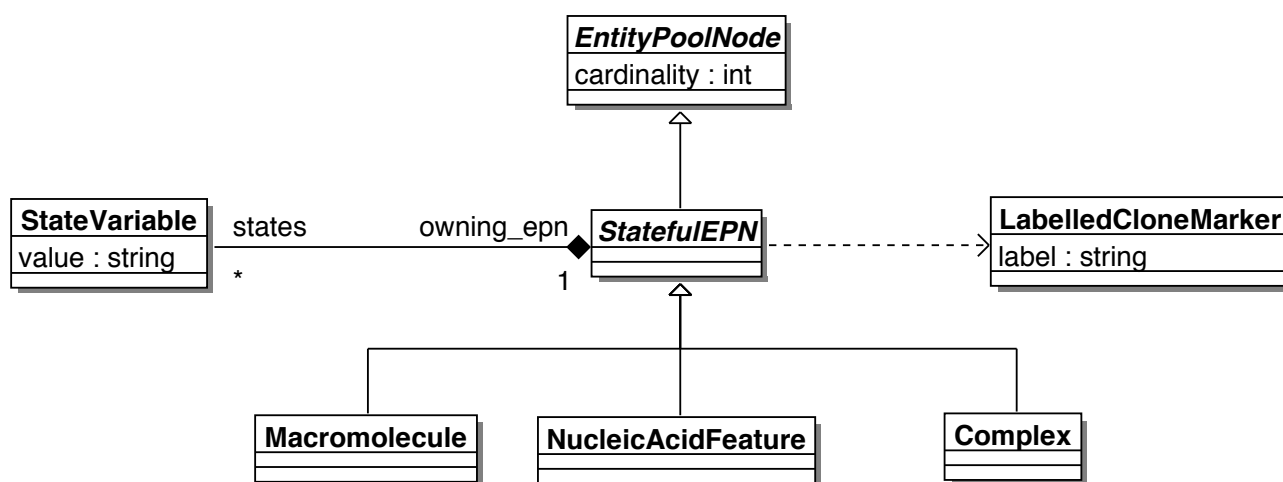 EntityPoolNode
cardinality : int
StateVariable
value : string
states
*
owning_epn
1
StatefulEPN
LabelledCloneMarker
label : string
Macromolecule
NucleicAcidFeature
Complex